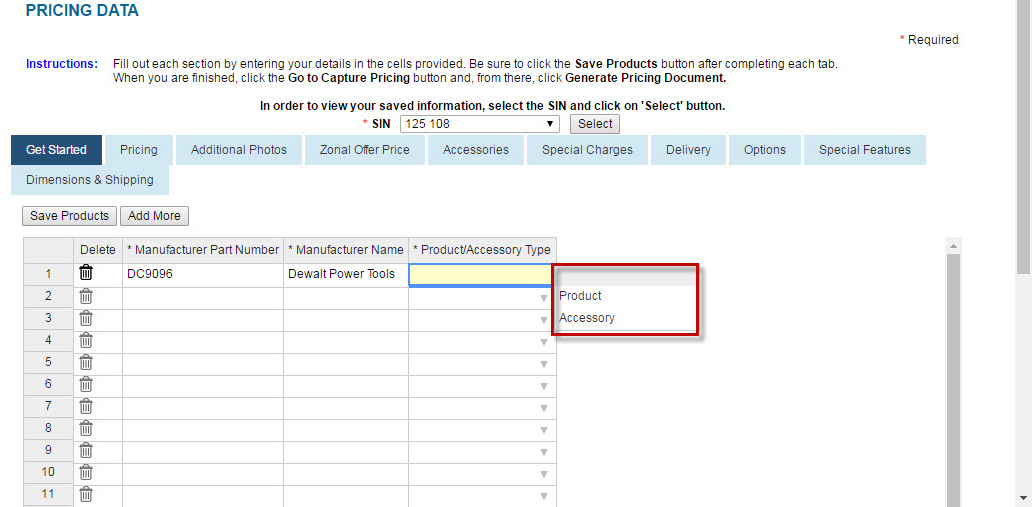 PRICING DATA
* Required
Instructions: Fill out each section by entering your details in the cells provided. Be sure to click the Save Products button after completing each tab.
When you are finished, click the Go to Capture Pricing button and, from there, click Generate Pricing Document.
In order to view your saved information, select the SIN and click on 'Select' button.
* SIN 125 108 Select
Get Started Pricing Additional Photos Zonal Offer Price Accessories Special Charges Delivery Options Special Features
Dimensions & Shipping
Save Products Add More
Delete * Manufacturer Part Number * Manufacturer Name * Product/Accessory Type
1 DC9096 Dewalt Power Tools
2 Product
3 Accessory
4
5
6
7
8
9
10
11